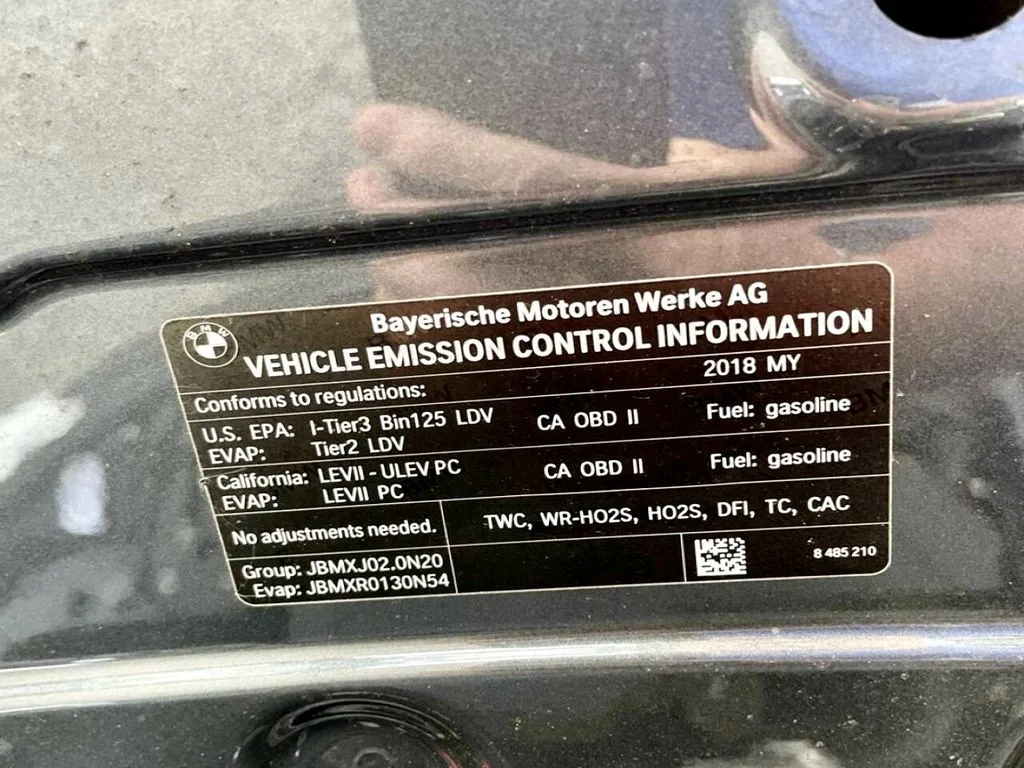 BMW
Bayerische Motoren Werke AG
VEHICLE EMISSION CONTROL INFORMATION
Conforms to regulations: 2018 MY
U.S. EPA: I-Tier3 Bin125 LDV CA OBD II Fuel: gasoline
EVAP: Tier2 LDV
California: LEVII - ULEV PC CA OBD II Fuel: gasoline
EVAP: LEVII PC
No adjustments needed. TWC, WR-HO2S, HO2S, DFI, TC, CAC
Group: JBMXJ02.0N20
Evap: JBMXR0130N54
8 485 210